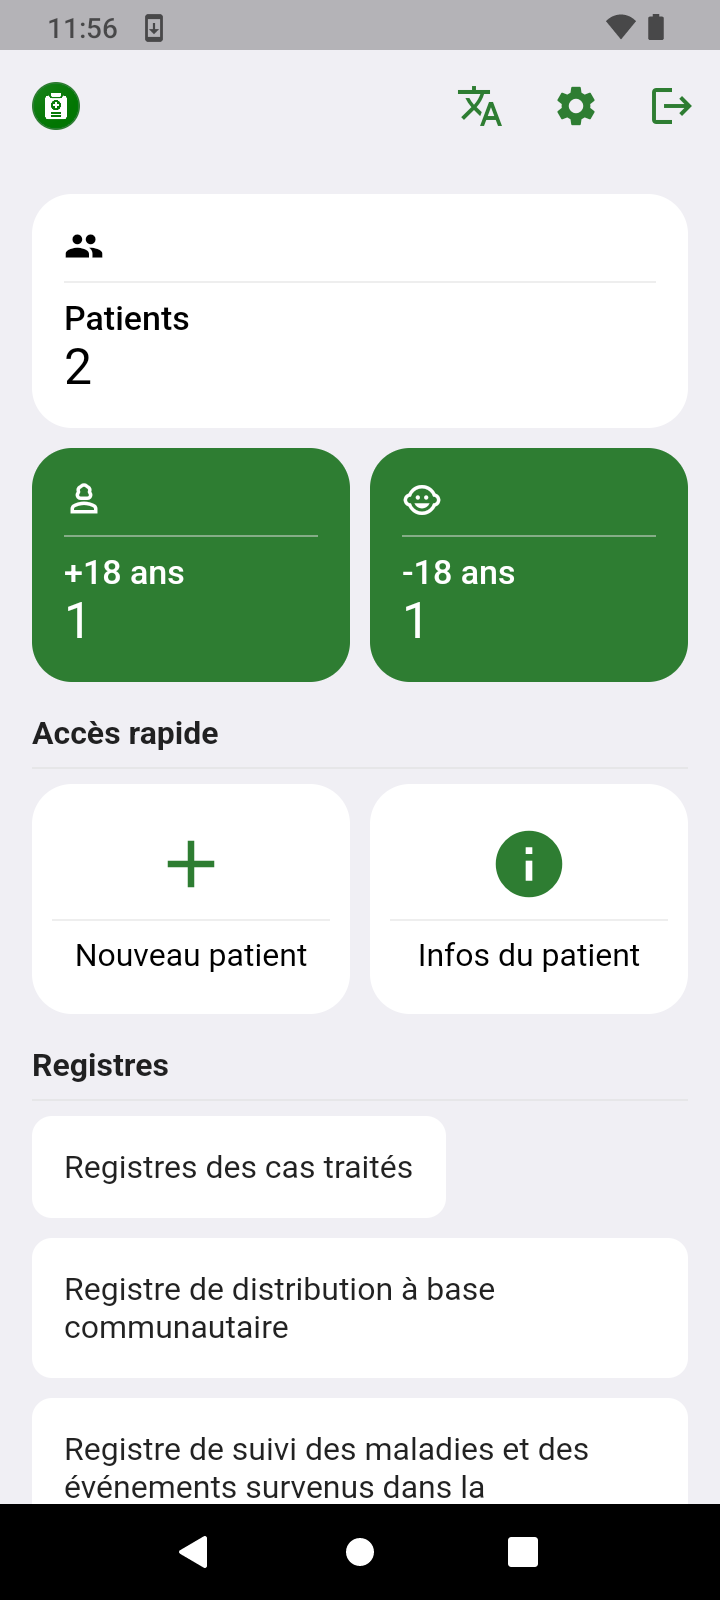 11:56
Patients
2
+18 ans
1
-18 ans
1
Accès rapide
Nouveau patient
Infos du patient
Registres
Registres des cas traités
Registre de distribution à base
communautaire
Registre de suivi des maladies et des
événements survenus dans la